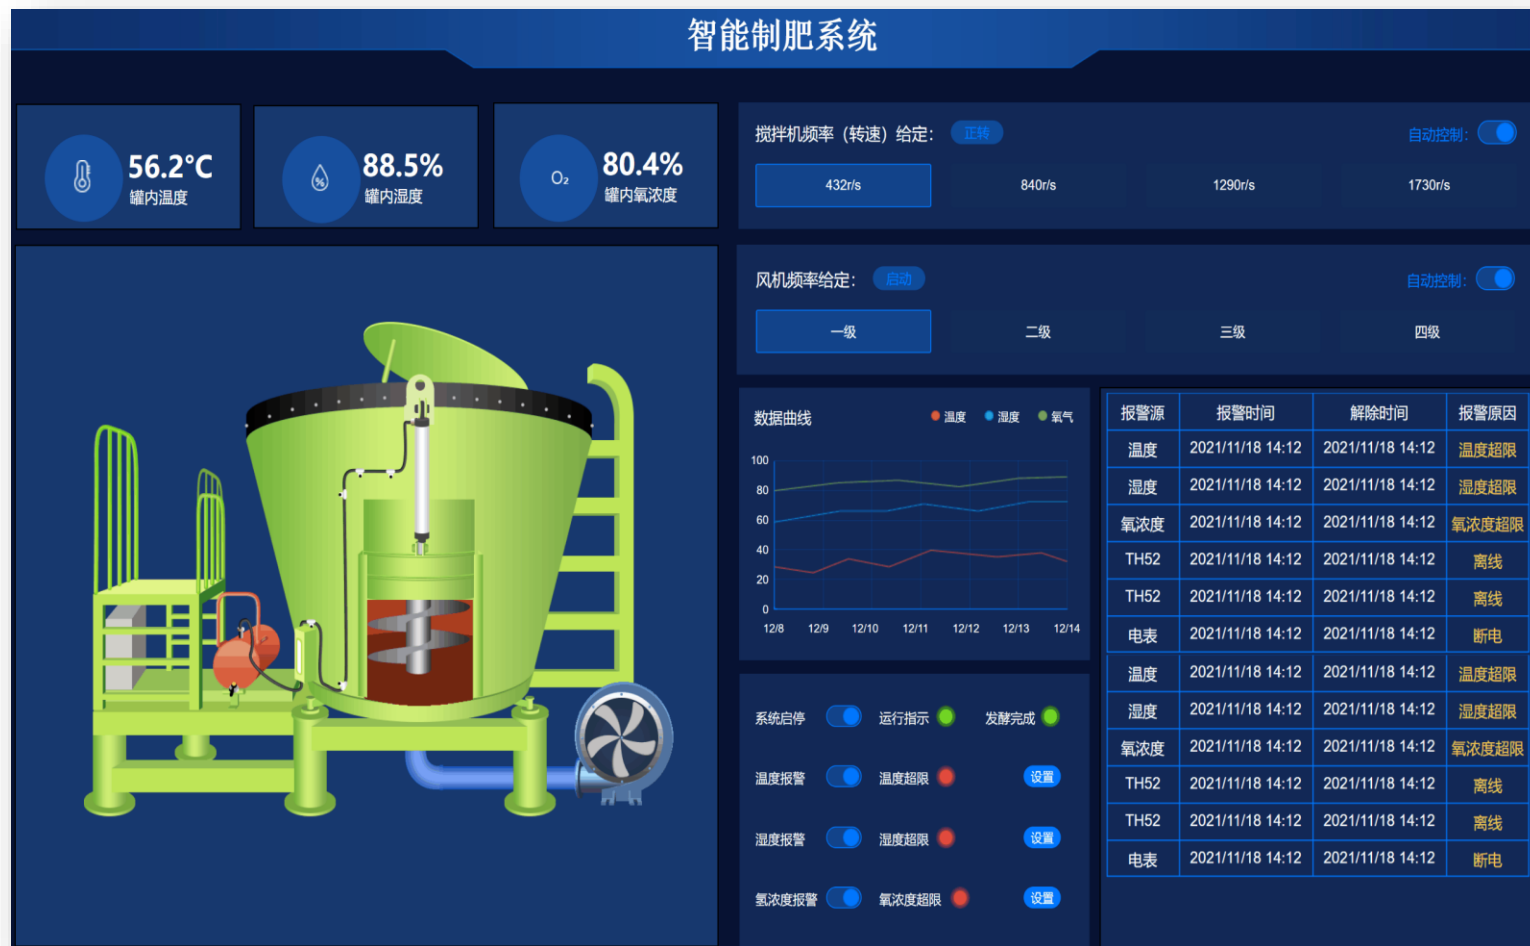 智能制肥系统
56.2°C
罐内温度
%
88.5%
罐内湿度
O₂
80.4%
罐内氧浓度
搅拌机频率（转速）给定： 正转 自动控制：
432r/s 840r/s 1290r/s 1730r/s
风机频率给定： 启动 自动控制：
一级 二级 三级 四级
数据曲线 温度 湿度 氧气
100
80
60
40
20
0
12/8 12/9 12/10 12/11 12/12 12/13 12/14
系统启停 运行指示 发酵完成
温度报警 温度超限 设置
湿度报警 湿度超限 设置
氢浓度报警 氧浓度超限 设置
报警源 报警时间 解除时间 报警原因
温度 2021/11/18 14:12 2021/11/18 14:12 温度超限
湿度 2021/11/18 14:12 2021/11/18 14:12 湿度超限
氧浓度 2021/11/18 14:12 2021/11/18 14:12 氧浓度超限
TH52 2021/11/18 14:12 2021/11/18 14:12 离线
TH52 2021/11/18 14:12 2021/11/18 14:12 离线
电表 2021/11/18 14:12 2021/11/18 14:12 断电
温度 2021/11/18 14:12 2021/11/18 14:12 温度超限
湿度 2021/11/18 14:12 2021/11/18 14:12 湿度超限
氧浓度 2021/11/18 14:12 2021/11/18 14:12 氧浓度超限
TH52 2021/11/18 14:12 2021/11/18 14:12 离线
TH52 2021/11/18 14:12 2021/11/18 14:12 离线
电表 2021/11/18 14:12 2021/11/18 14:12 断电